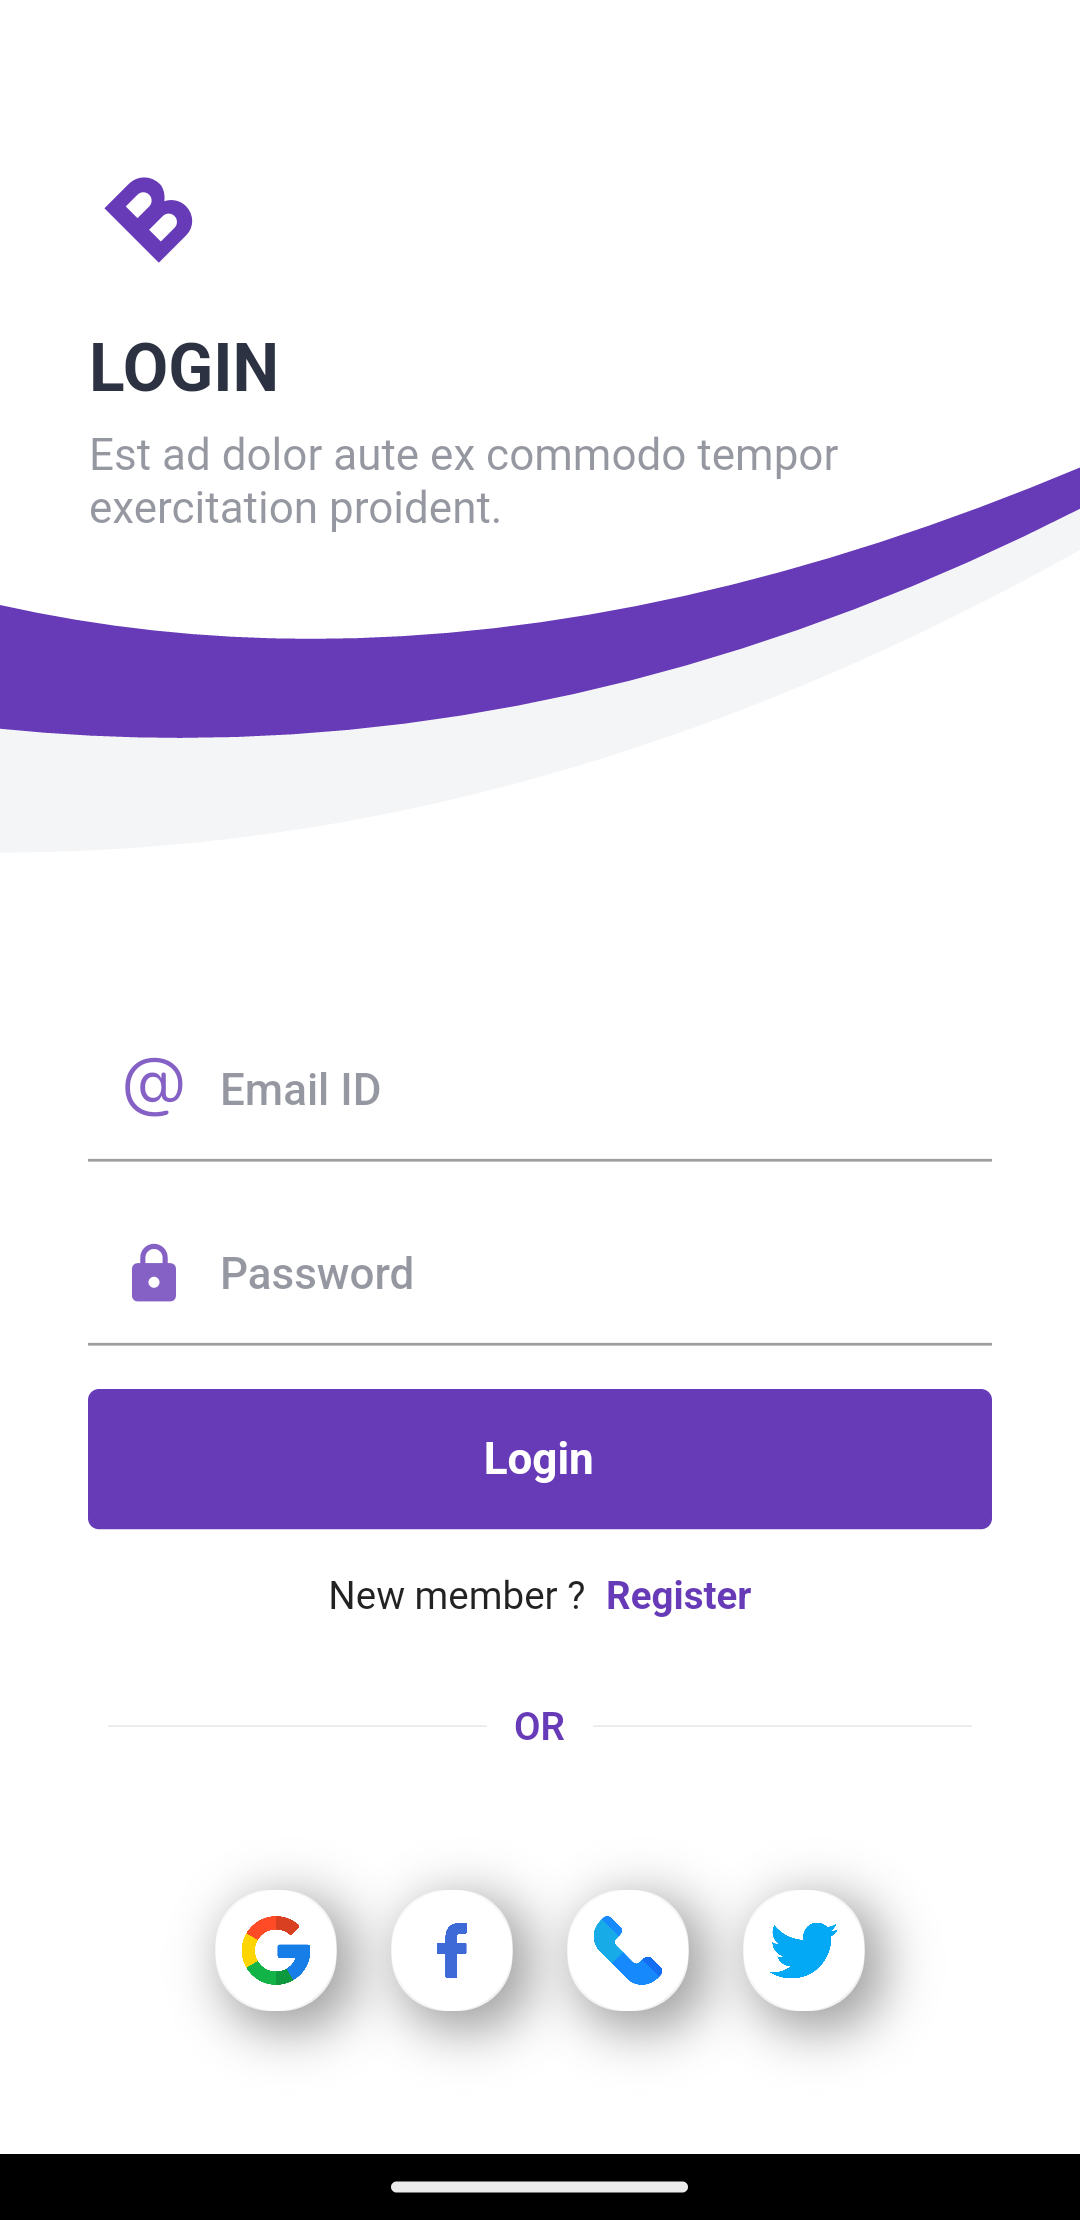 B
LOGIN
Est ad dolor aute ex commodo tempor
exercitation proident.
@ Email ID
Password
Login
New member ? Register
OR